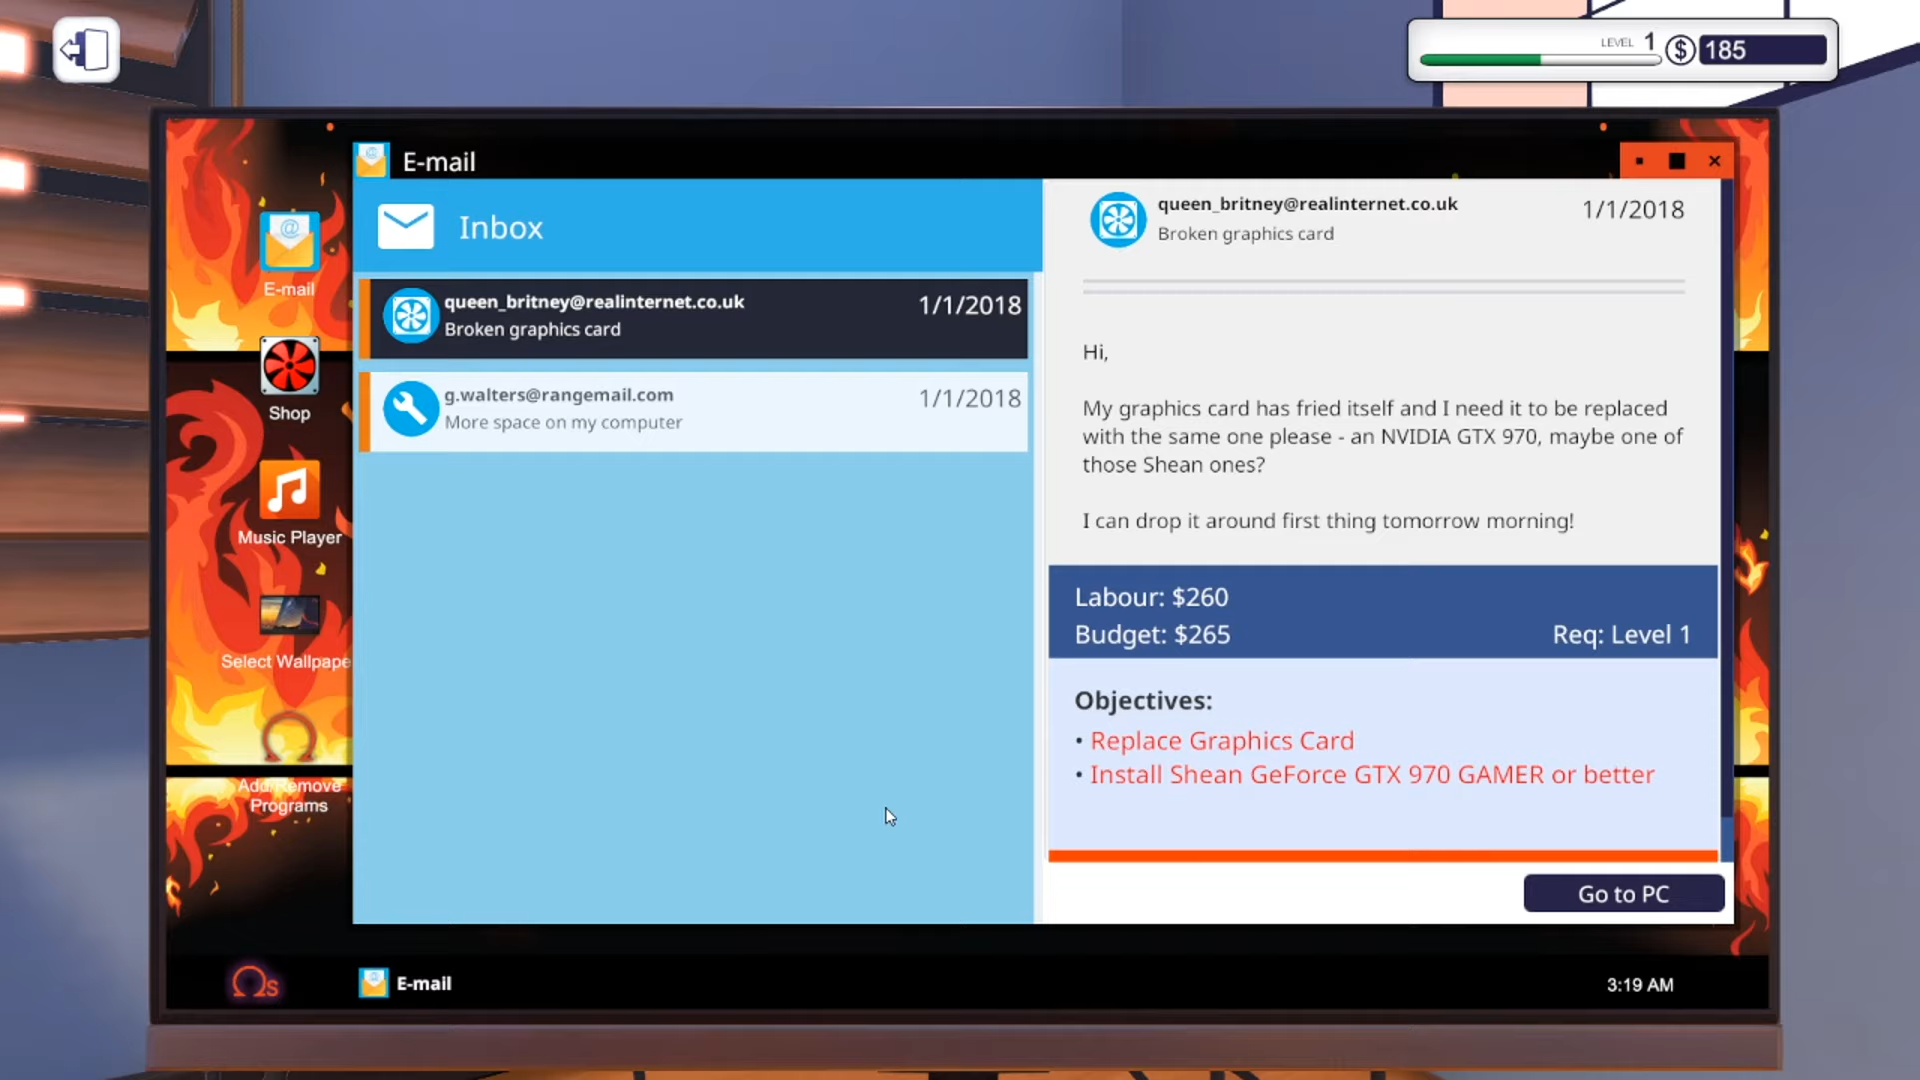 LEVEL 1
$ 185
E-mail
Inbox
queen_britney@realinternet.co.uk
1/1/2018
Broken graphics card
g.walters@rangemail.com
1/1/2018
More space on my computer
queen_britney@realinternet.co.uk
1/1/2018
Broken graphics card
Hi,
My graphics card has fried itself and I need it to be replaced
with the same one please - an NVIDIA GTX 970, maybe one of
those Shean ones?
I can drop it around first thing tomorrow morning!
Labour: $260
Budget: $265
Req: Level 1
Objectives:
• Replace Graphics Card
• Install Shean GeForce GTX 970 GAMER or better
Go to PC
E-mail
Shop
Music Player
Select Wallpape
Add/Remove
Programs
Ωs
E-mail
3:19 AM